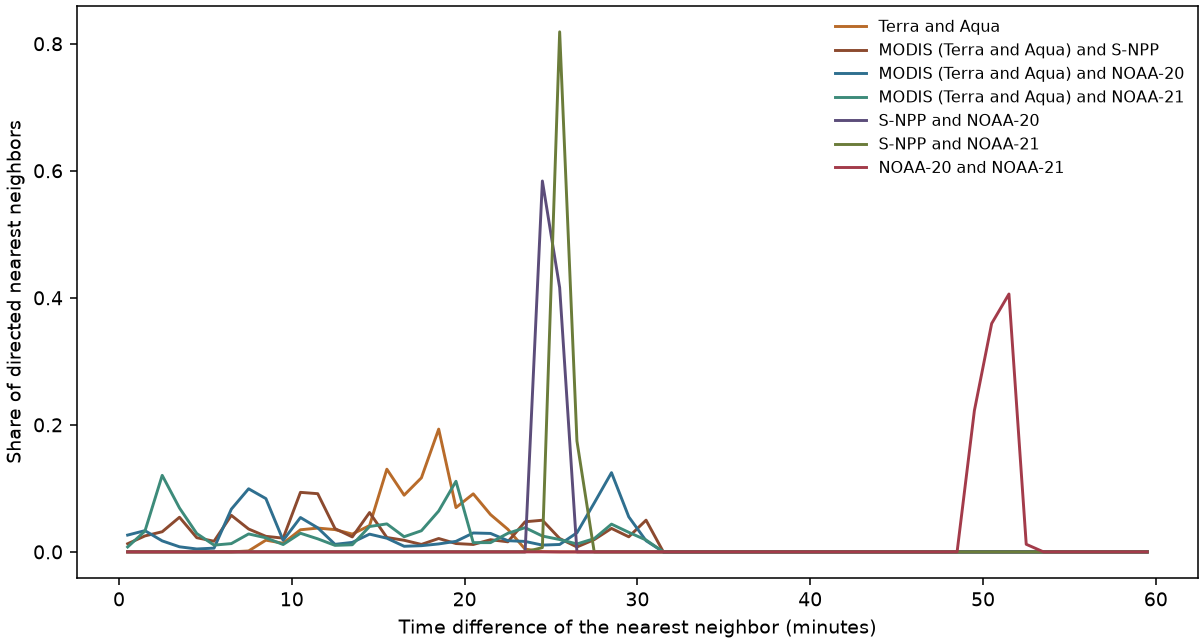 Terra and Aqua
MODIS (Terra and Aqua) and S-NPP
MODIS (Terra and Aqua) and NOAA-20
MODIS (Terra and Aqua) and NOAA-21
S-NPP and NOAA-20
S-NPP and NOAA-21
NOAA-20 and NOAA-21
Share of directed nearest neighbors
0.8
0.6
0.4
0.2
0.0
0 10 20 30 40 50 60
Time difference of the nearest neighbor (minutes)